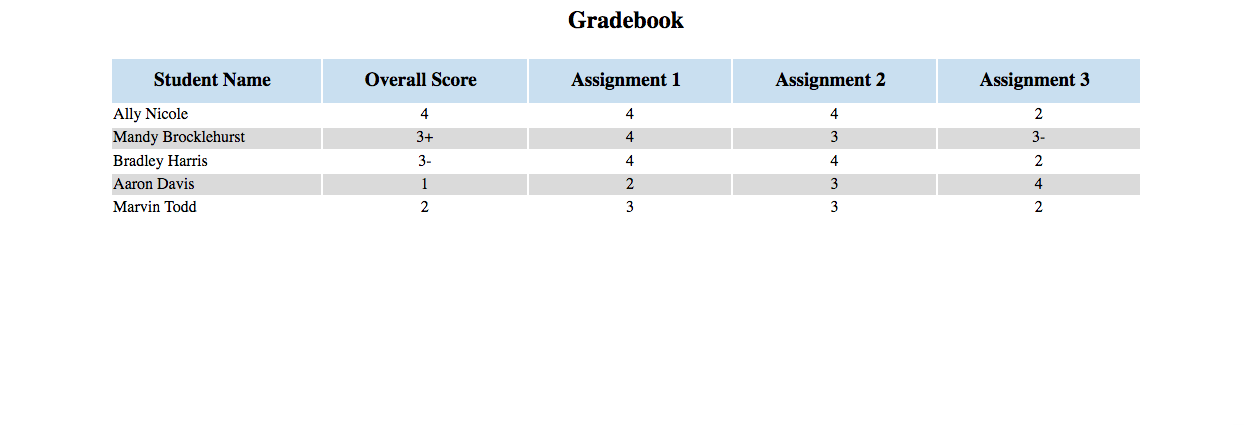 Gradebook
Student Name Overall Score Assignment 1 Assignment 2 Assignment 3
Ally Nicole 4 4 4 2
Mandy Brocklehurst 3+ 4 3 3-
Bradley Harris 3- 4 4 2
Aaron Davis 1 2 3 4
Marvin Todd 2 3 3 2